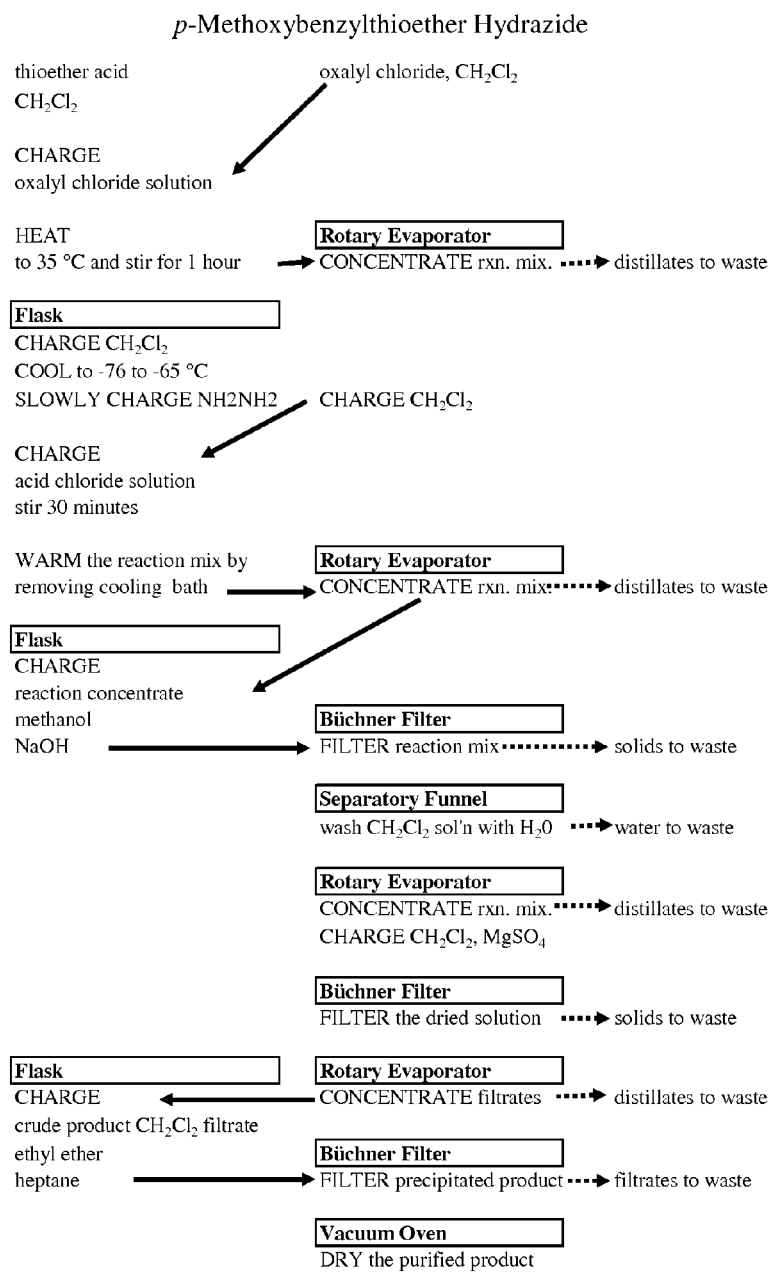 p-Methoxybenzylthioether Hydrazide
thioether acid
oxalyl chloride, CH₂Cl₂
CH₂Cl₂
CHARGE
oxalyl chloride solution
HEAT
Rotary Evaporator
to 35 °C and stir for 1 hour
CONCENTRATE rxn. mix.
distillates to waste
Flask
CHARGE CH₂Cl₂
COOL to -76 to -65 °C
SLOWLY CHARGE NH2NH2
CHARGE CH₂Cl₂
CHARGE
acid chloride solution
stir 30 minutes
WARM the reaction mix by
Rotary Evaporator
removing cooling bath
CONCENTRATE rxn. mix.
distillates to waste
Flask
CHARGE
reaction concentrate
methanol
Büchner Filter
NaOH
FILTER reaction mix
solids to waste
Separatory Funnel
wash CH₂Cl₂ sol'n with H₂0
water to waste
Rotary Evaporator
CONCENTRATE rxn. mix.
distillates to waste
CHARGE CH₂Cl₂, MgSO₄
Büchner Filter
FILTER the dried solution
solids to waste
Flask
Rotary Evaporator
CHARGE
CONCENTRATE filtrates
distillates to waste
crude product CH₂Cl₂ filtrate
ethyl ether
Büchner Filter
heptane
FILTER precipitated product
filtrates to waste
Vacuum Oven
DRY the purified product